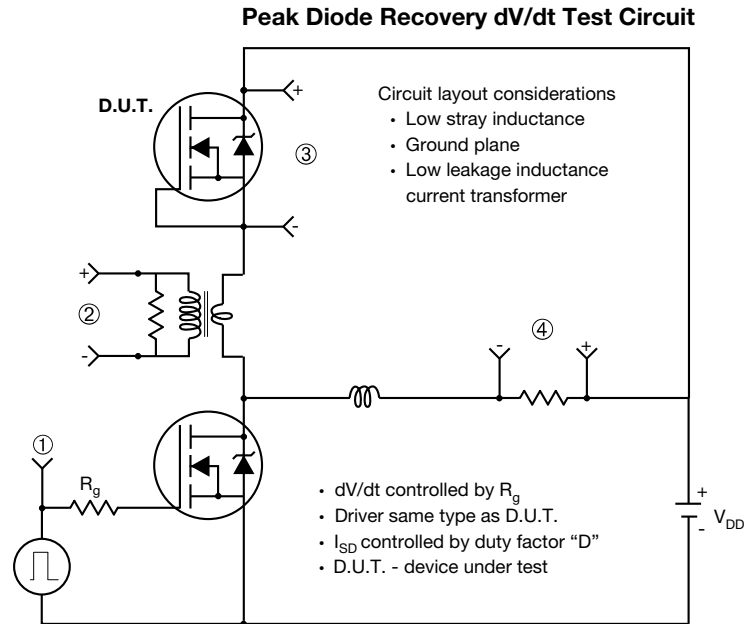 Peak Diode Recovery dV/dt Test Circuit
D.U.T.
+
Circuit layout considerations
• Low stray inductance
• Ground plane
• Low leakage inductance
current transformer
③
-
+
②
-
④
- +
①
Rg
• dV/dt controlled by Rg
• Driver same type as D.U.T.
• ISD controlled by duty factor “D”
• D.U.T. - device under test
+
VDD
-